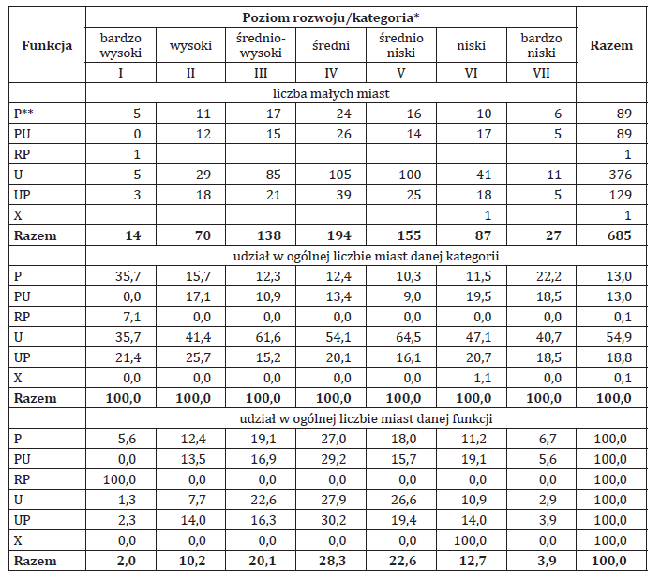 Funkcja Poziom rozwoju/kategoria* Razem
bardzo wysoki wysoki średnio-wysoki średni średnio niski niski bardzo niski
I II III IV V VI VII
liczba małych miast
P** 5 11 17 24 16 10 6 89
PU 0 12 15 26 14 17 5 89
RP 1 1
U 5 29 85 105 100 41 11 376
UP 3 18 21 39 25 18 5 129
X 1 1
Razem 14 70 138 194 155 87 27 685
udział w ogólnej liczbie miast danej kategorii
P 35,7 15,7 12,3 12,4 10,3 11,5 22,2 13,0
PU 0,0 17,1 10,9 13,4 9,0 19,5 18,5 13,0
RP 7,1 0,0 0,0 0,0 0,0 0,0 0,0 0,1
U 35,7 41,4 61,6 54,1 64,5 47,1 40,7 54,9
UP 21,4 25,7 15,2 20,1 16,1 20,7 18,5 18,8
X 0,0 0,0 0,0 0,0 0,0 1,1 0,0 0,1
Razem 100,0 100,0 100,0 100,0 100,0 100,0 100,0 100,0
udział w ogólnej liczbie miast danej funkcji
P 5,6 12,4 19,1 27,0 18,0 11,2 6,7 100,0
PU 0,0 13,5 16,9 29,2 15,7 19,1 5,6 100,0
RP 100,0 0,0 0,0 0,0 0,0 0,0 0,0 100,0
U 1,3 7,7 22,6 27,9 26,6 10,9 2,9 100,0
UP 2,3 14,0 16,3 30,2 19,4 14,0 3,9 100,0
X 0,0 0,0 0,0 0,0 0,0 100,0 0,0 100,0
Razem 2,0 10,2 20,1 28,3 22,6 12,7 3,9 100,0